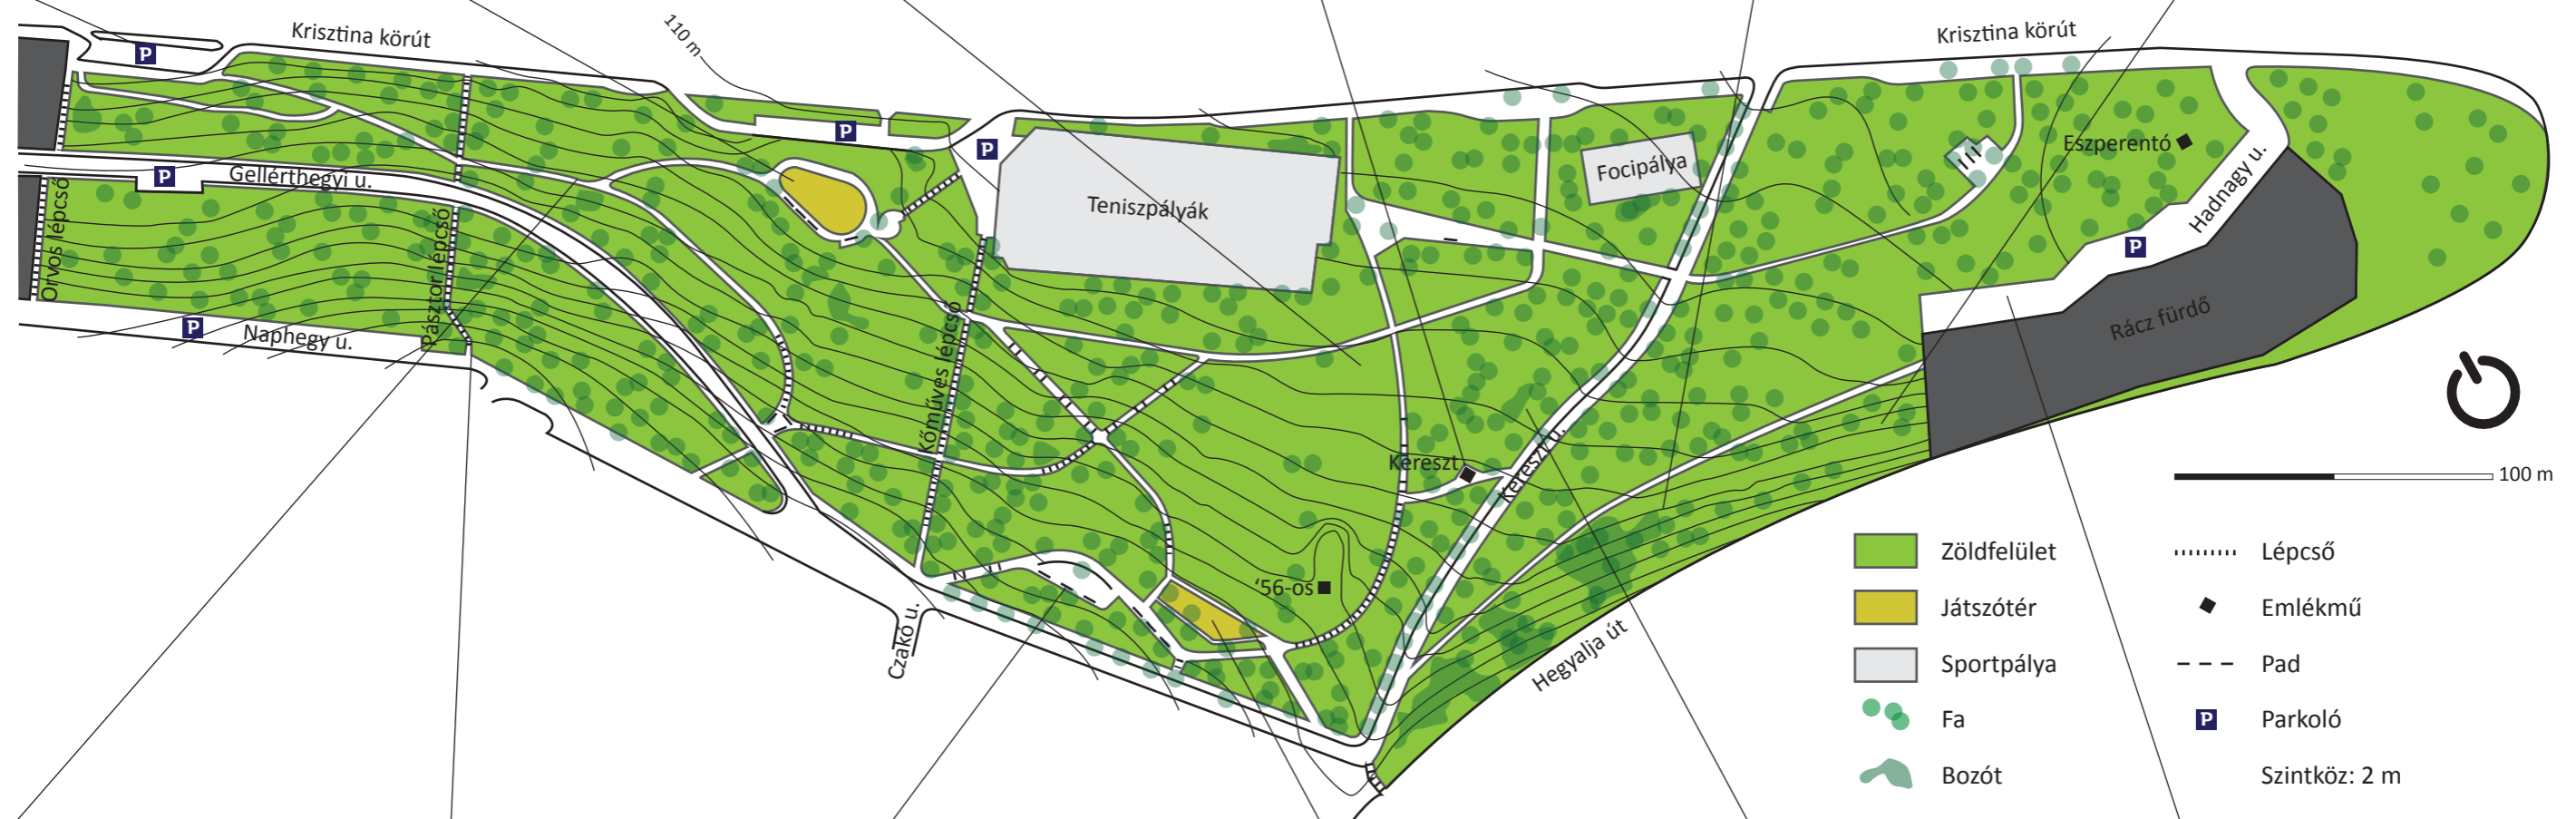 Krisztina körút
110 m
Krisztina körút
P
P
P
Eszperentó
Focipálya
Hadnagy u.
Gellérthegyi u.
P
Teniszpályák
Orvos lépcső
Pásztor lépcső
P
Rácz fürdő
Naphegy u.
P
Kőműves lépcső
Kereszt
Kereszt u.
100 m
'56-os
Czakó u.
Hegyalja út
Zöldfelület
Játszótér
Sportpálya
Fa
Bozót
Lépcső
Emlékmű
Pad
P Parkoló
Szintköz: 2 m